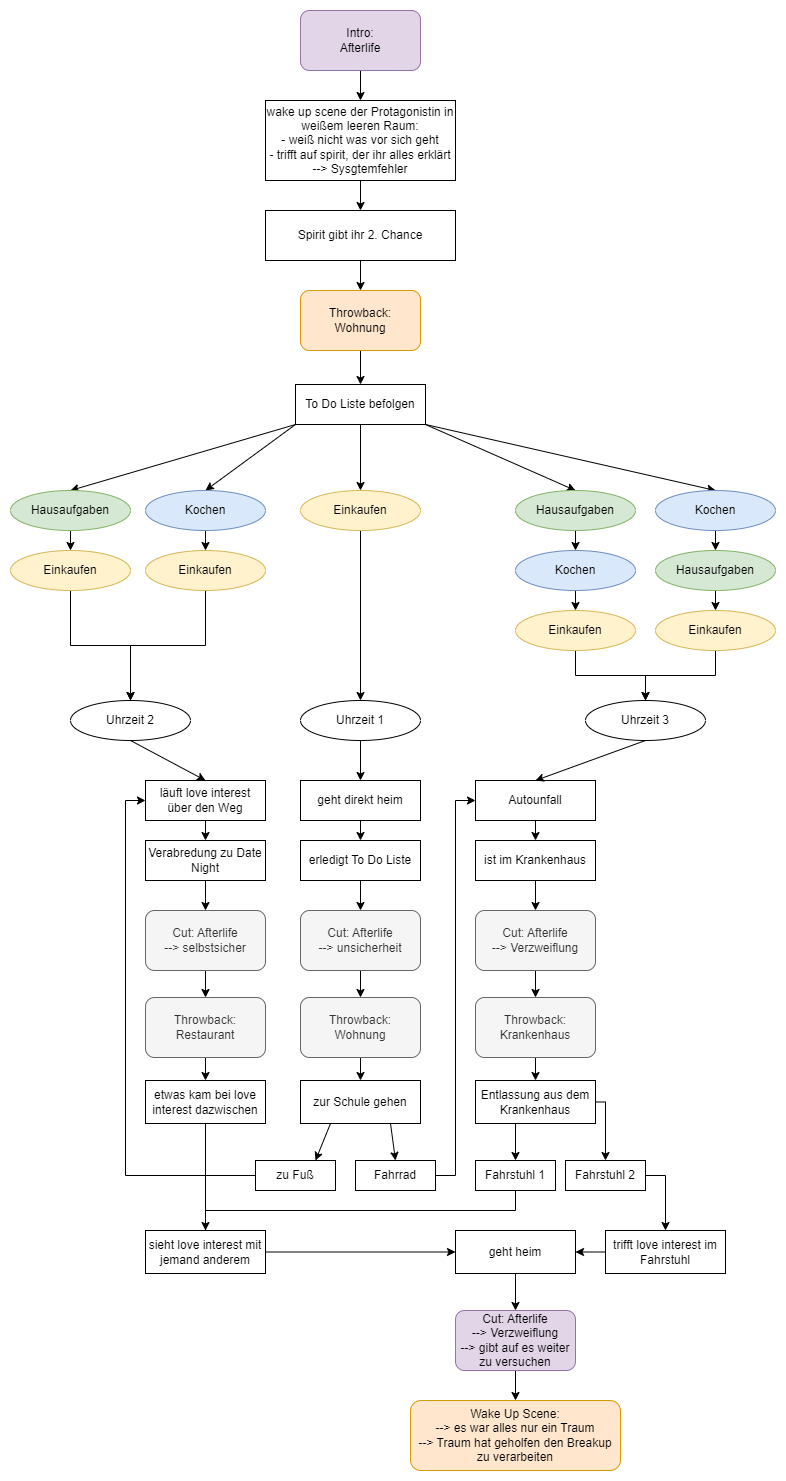 Intro:
Afterlife
wake up scene der Protagonistin in
weißem leeren Raum:
- weiß nicht was vor sich geht
- trifft auf spirit, der ihr alles erklärt
--> Sysgtemfehler
Spirit gibt ihr 2. Chance
Throwback:
Wohnung
To Do Liste befolgen
Hausaufgaben
Kochen
Einkaufen
Hausaufgaben
Kochen
Einkaufen
Einkaufen
Kochen
Hausaufgaben
Einkaufen
Einkaufen
Uhrzeit 2
Uhrzeit 1
Uhrzeit 3
läuft love interest
über den Weg
geht direkt heim
Autounfall
Verabredung zu Date
Night
erledigt To Do Liste
ist im Krankenhaus
Cut: Afterlife
--> selbstsicher
Cut: Afterlife
--> unsicherheit
Cut: Afterlife
--> Verzweiflung
Throwback:
Restaurant
Throwback:
Wohnung
Throwback:
Krankenhaus
etwas kam bei love
interest dazwischen
zur Schule gehen
Entlassung aus dem
Krankenhaus
zu Fuß
Fahrrad
Fahrstuhl 1
Fahrstuhl 2
sieht love interest mit
jemand anderem
geht heim
trifft love interest im
Fahrstuhl
Cut: Afterlife
--> Verzweiflung
--> gibt auf es weiter
zu versuchen
Wake Up Scene:
--> es war alles nur ein Traum
--> Traum hat geholfen den Breakup
zu verarbeiten